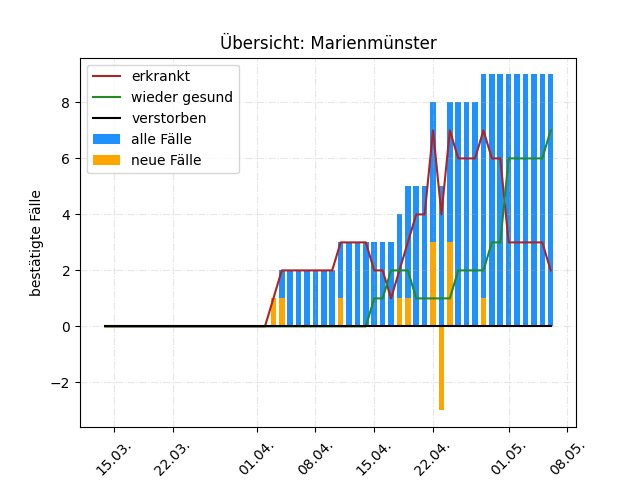 Übersicht: Marienmünster
erkrankt
wieder gesund
verstorben
alle Fälle
neue Fälle
bestätigte Fälle
8
6
4
2
0
−2
15.03.
22.03.
01.04.
08.04.
15.04.
22.04.
01.05.
08.05.